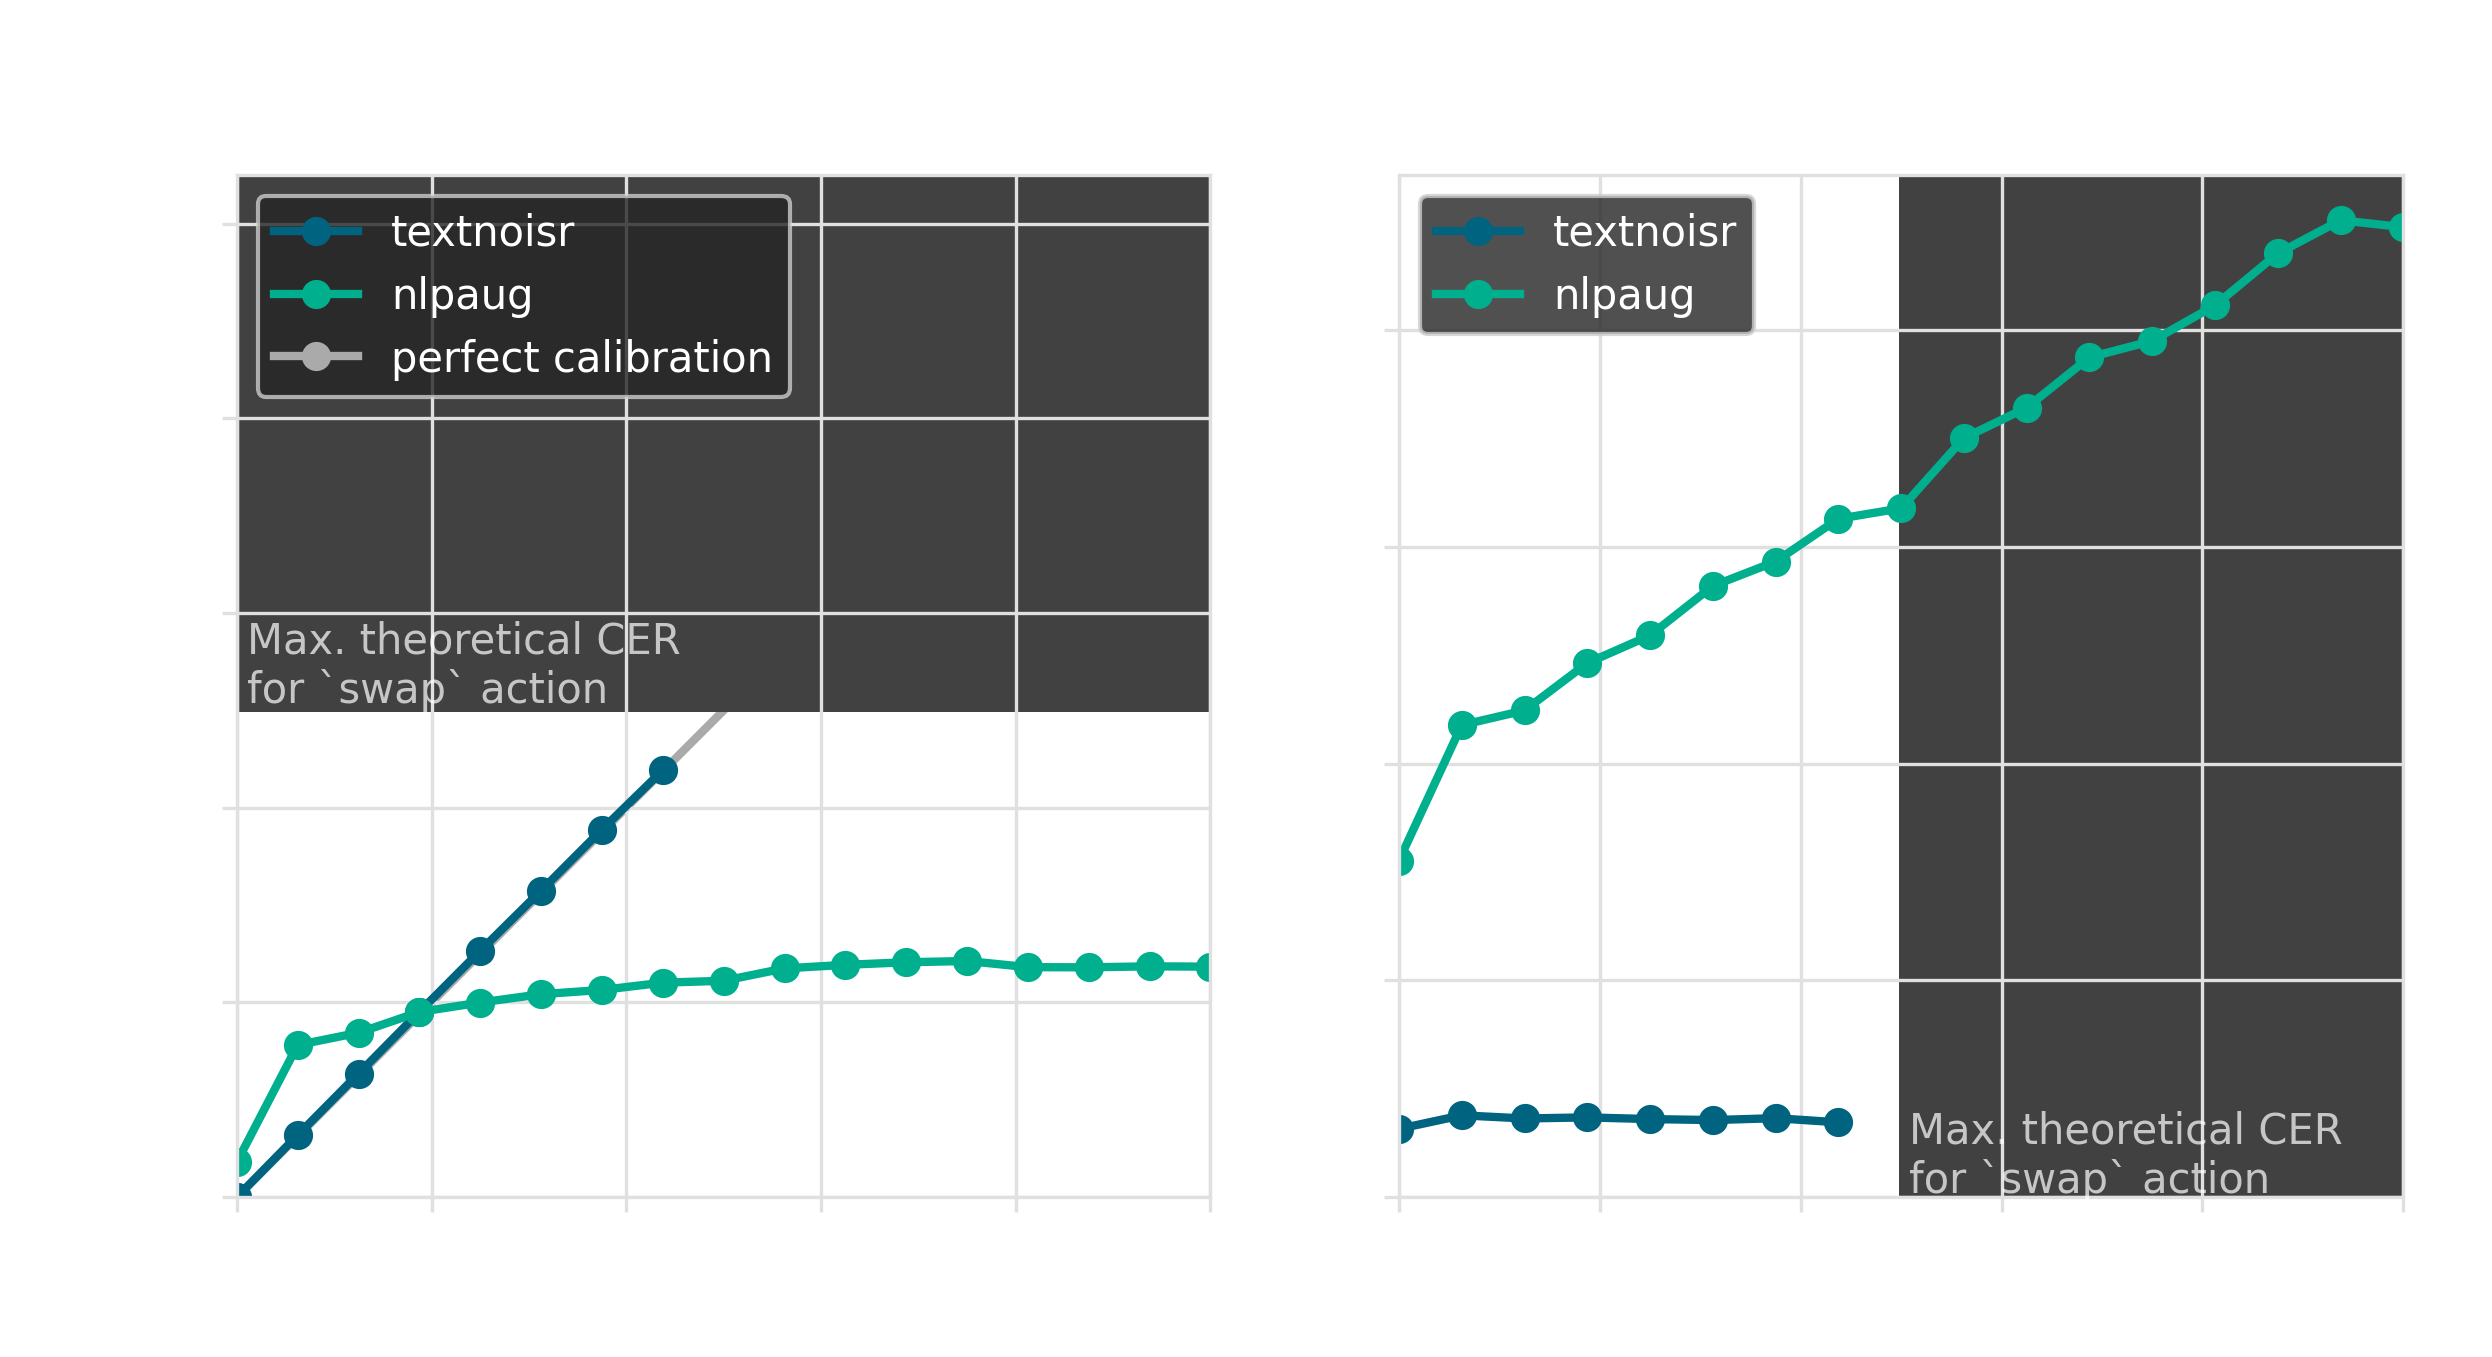 textnoisr
nlpaug
perfect calibration
Max. theoretical CER
for `swap` action
textnoisr
nlpaug
Max. theoretical CER
for `swap` action